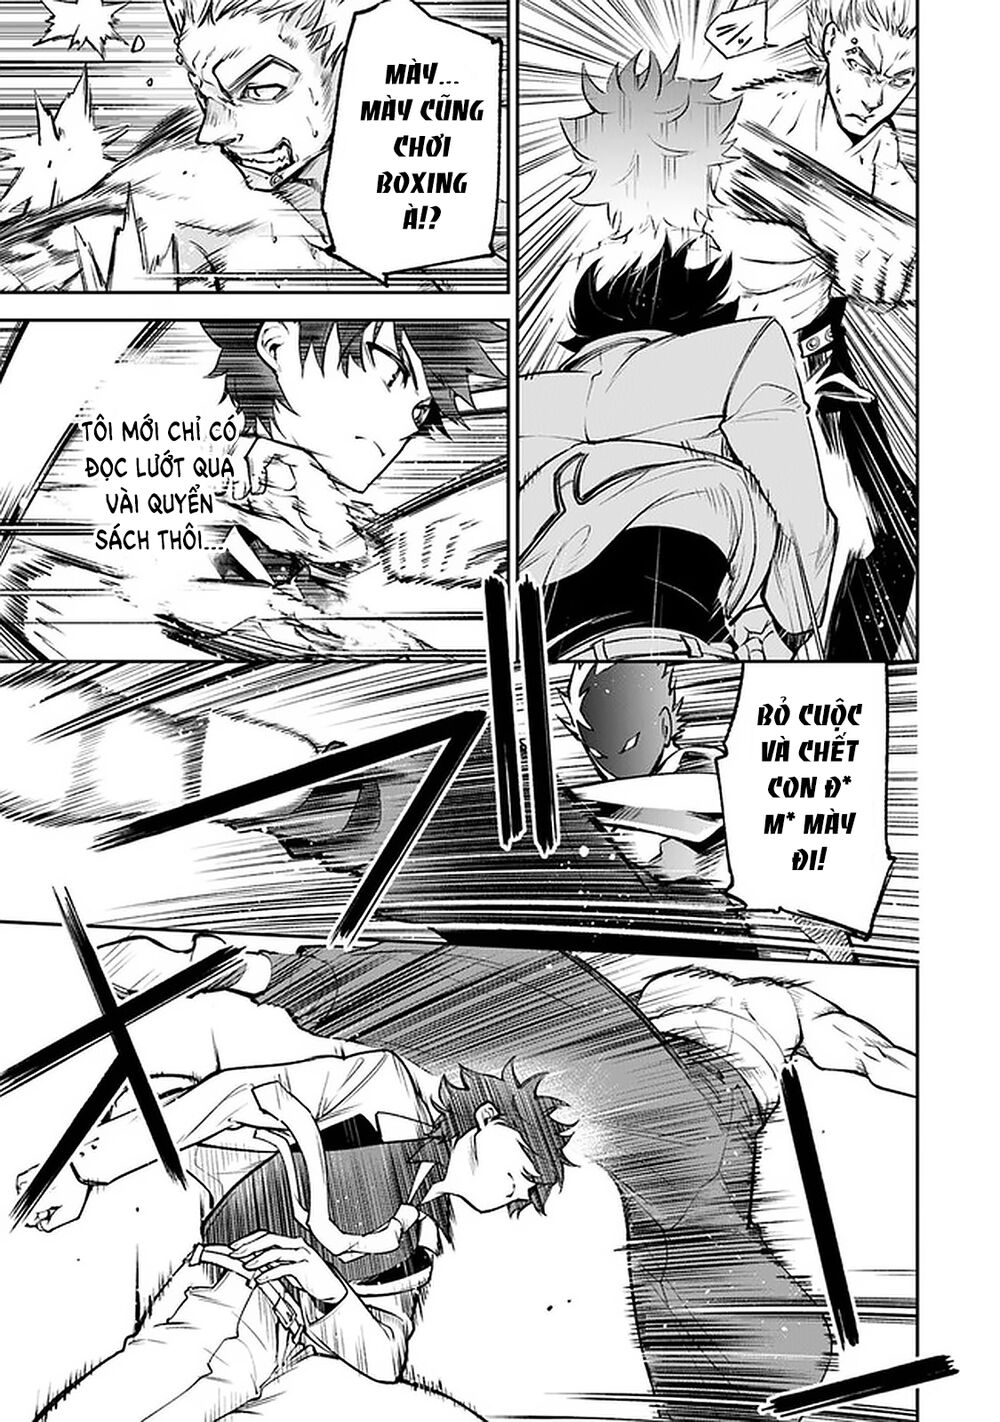 MÀY...
MÀY CŨNG
CHƠI
BOXING
À!?
TÔI MỚI CHỈ CÓ
ĐỌC LƯỚT QUA
VÀI QUYỂN
SÁCH THÔI...
BỎ CUỘC
VÀ CHẾT
CON Đ*
M* MÀY
ĐI!